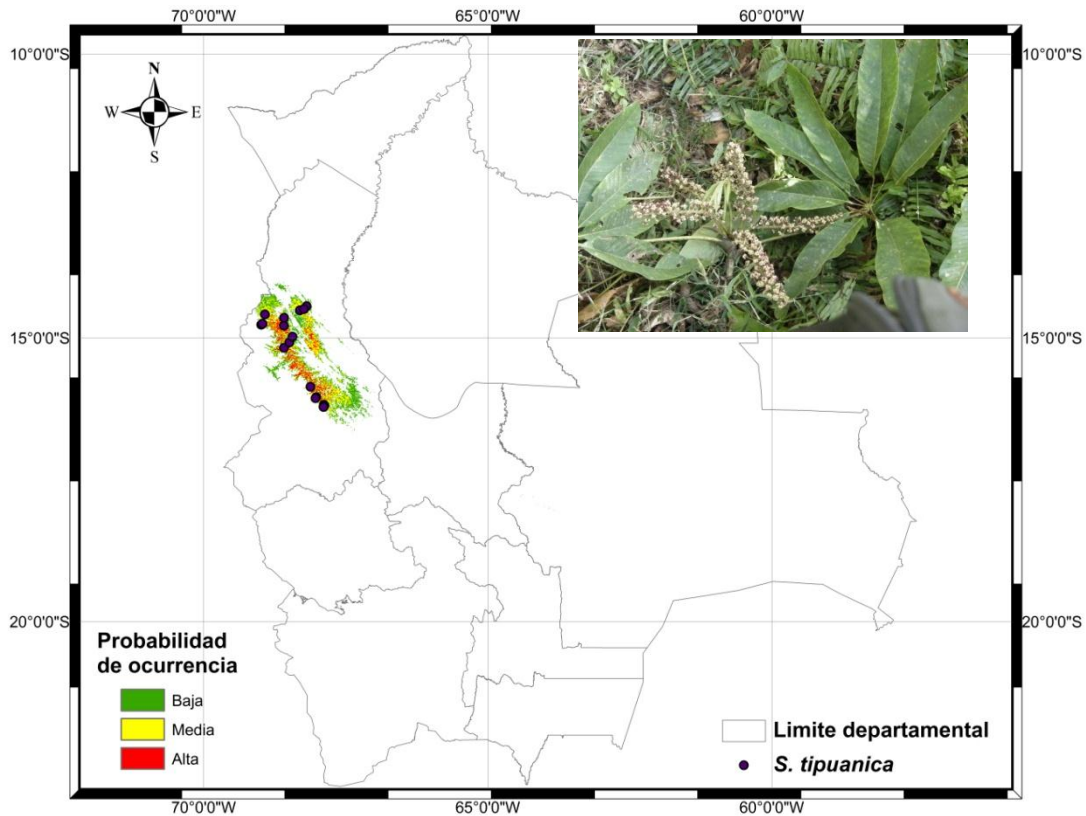 70°0'0"W 65°0'0"W 60°0'0"W
10°0'0"S 10°0'0"S
N
W E
S
15°0'0"S 15°0'0"S
20°0'0"S 20°0'0"S
Probabilidad
de ocurrencia
Baja
Media
Alta
Limite departamental
S. tipuanica
70°0'0"W 65°0'0"W 60°0'0"W